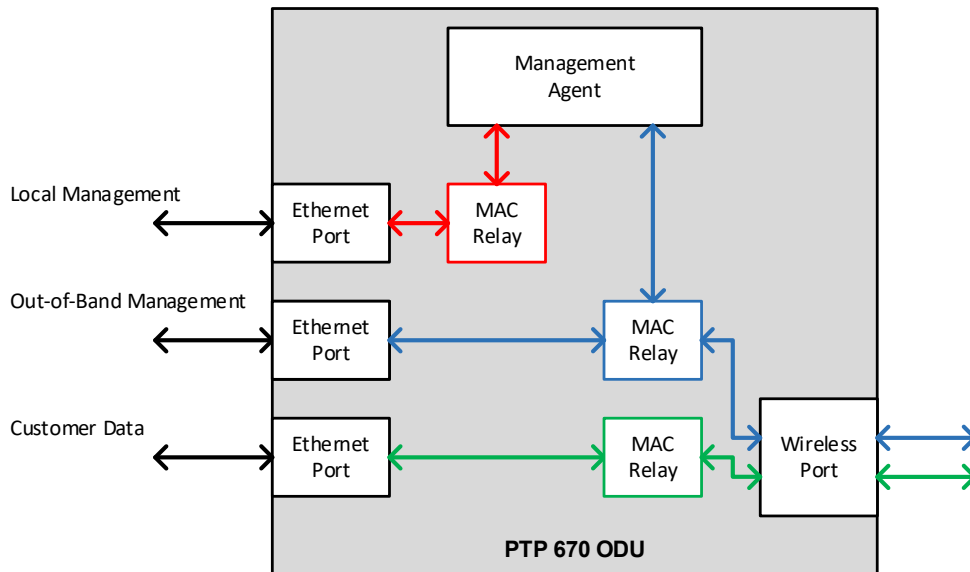 Management
Agent
Local Management
Ethernet
Port
MAC
Relay
Out-of-Band Management
Ethernet
Port
MAC
Relay
Customer Data
Ethernet
Port
MAC
Relay
Wireless
Port
PTP 670 ODU